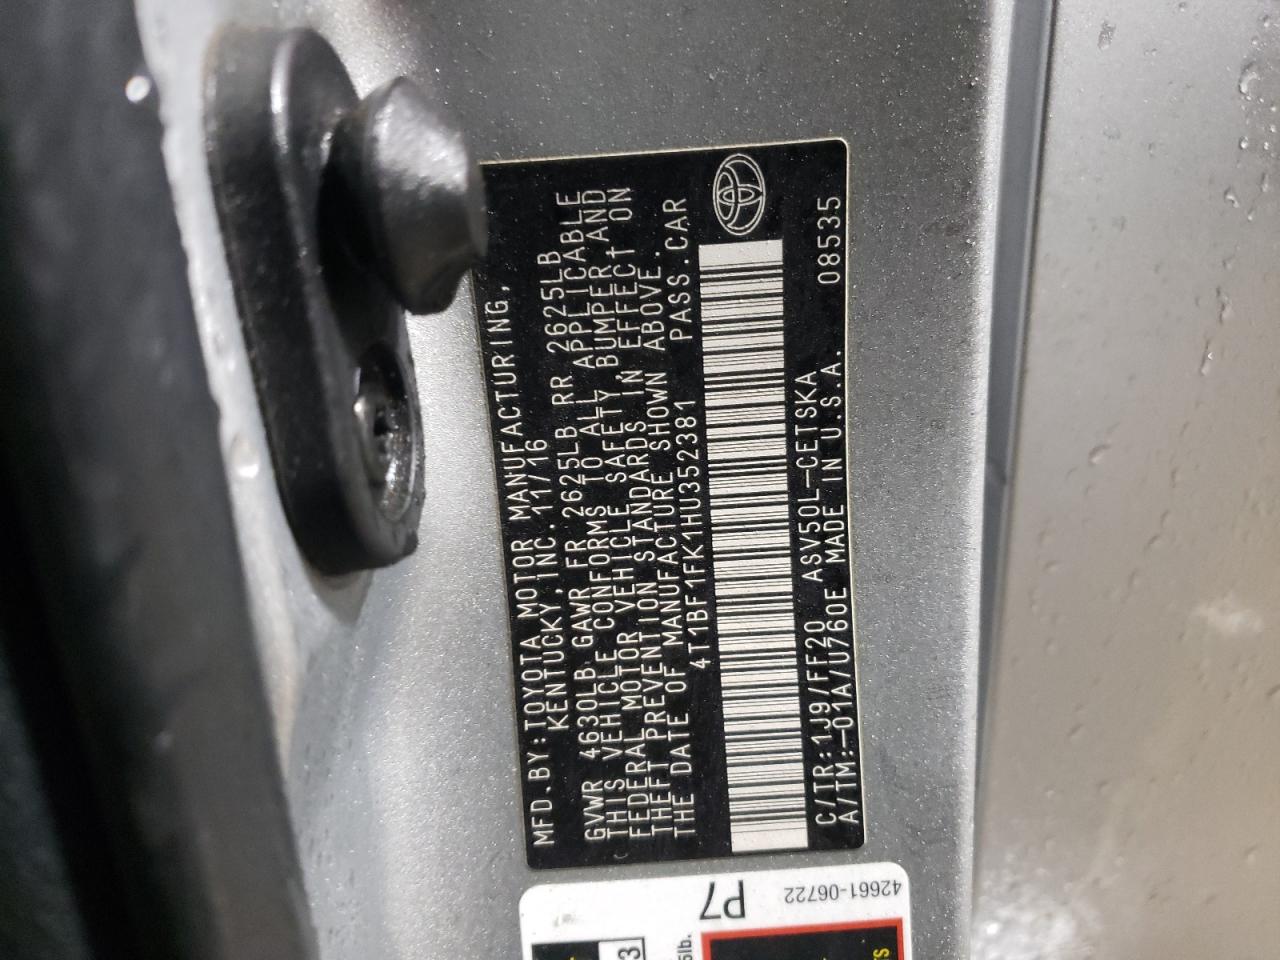 MFD.BY:TOYOTA MOTOR MANUFACTURING,
KENTUCKY,INC.11/16
GVWR 4630LB GAWR FR 2625LB RR 2625LB
THIS VEHICLE CONFORMS TO ALL APPLICABLE
FEDERAL MOTOR VEHICLE SAFETY,BUMPER,AND
THEFT PREVENTION STANDARDS IN EFFECT ON
THE DATE OF MANUFACTURE SHOWN ABOVE.
4T1BF1FK1HU352381 PASS.CAR
C/TR:1J9/FF20 ASV50L-CETSKA
A/TM:-01A/U760E MADE IN U.S.A. 08535
P7
42661-06722
3
5lb.